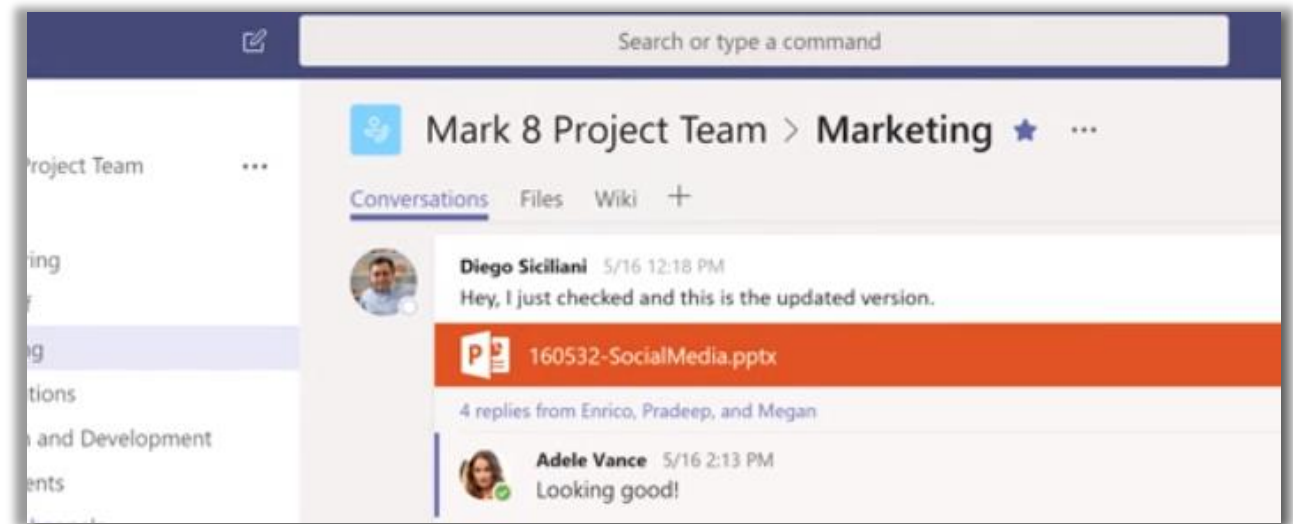 Search or type a command
Mark 8 Project Team > Marketing
Project Team
Conversations Files Wiki
ring
Diego Siciliani 5/16 12:18 PM
Hey, I just checked and this is the updated version.
160532-SocialMedia.pptx
tions
4 replies from Enrico, Pradeep, and Megan
and Development
Adele Vance 5/16 2:13 PM
ents
Looking good!